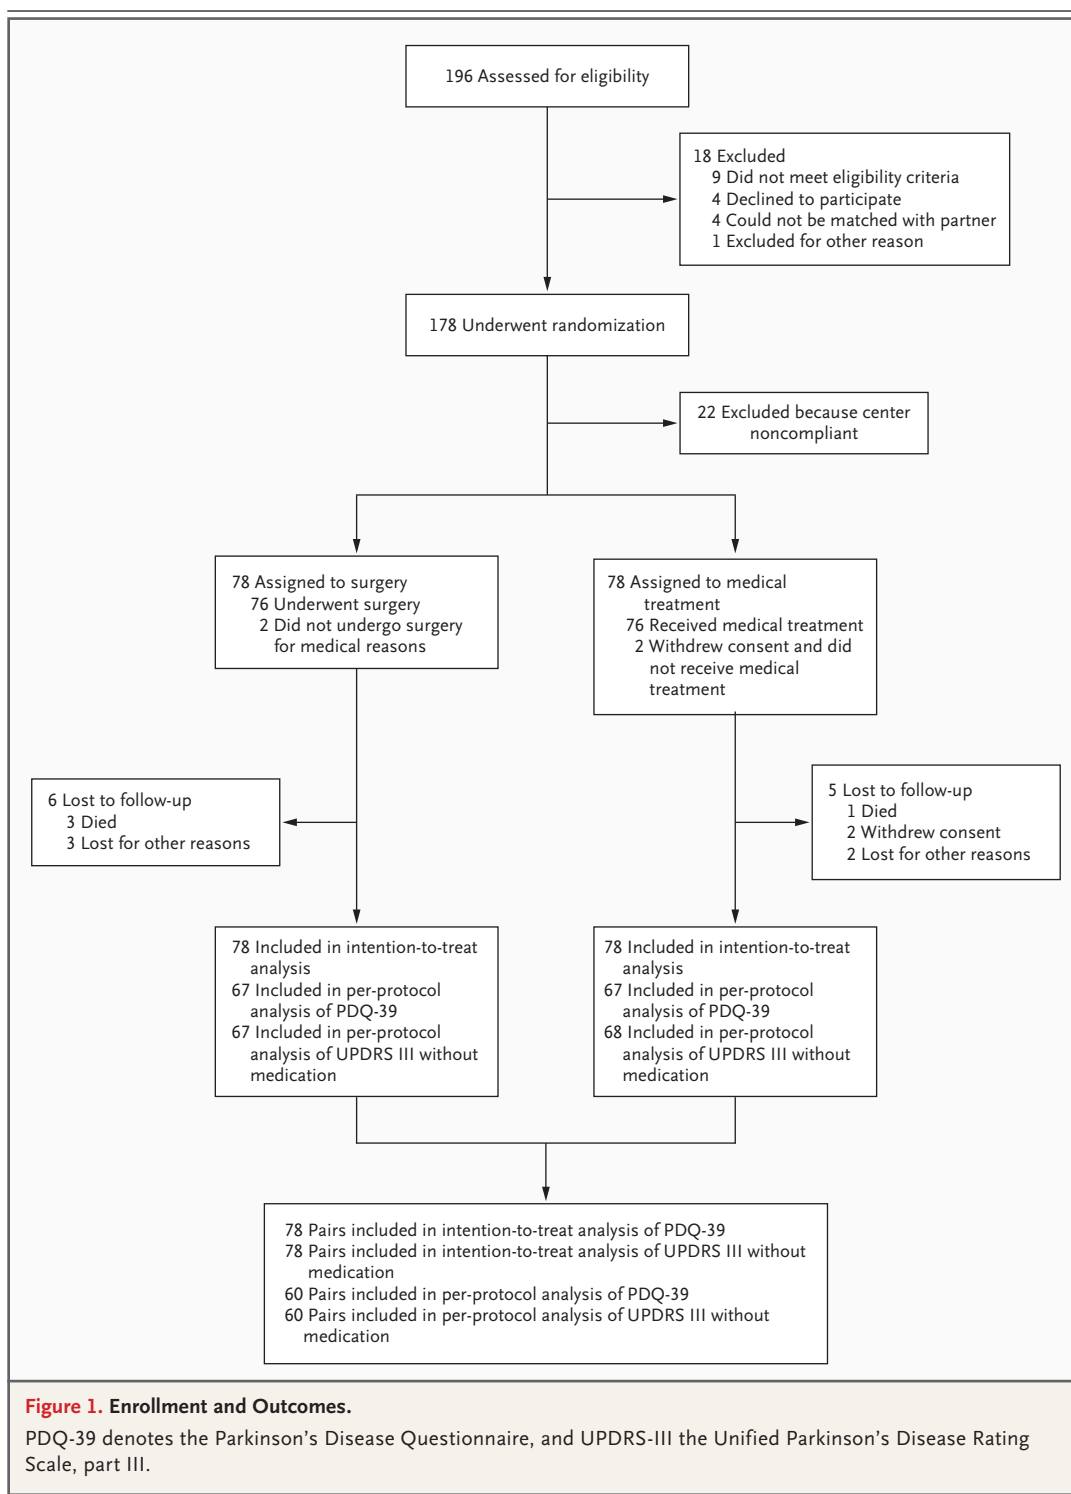 196 Assessed for eligibility
18 Excluded
9 Did not meet eligibility criteria
4 Declined to participate
4 Could not be matched with partner
1 Excluded for other reason
178 Underwent randomization
22 Excluded because center
noncompliant
78 Assigned to surgery
76 Underwent surgery
2 Did not undergo surgery
for medical reasons
78 Assigned to medical
treatment
76 Received medical treatment
2 Withdrew consent and did
not receive medical
treatment
6 Lost to follow-up
3 Died
3 Lost for other reasons
5 Lost to follow-up
1 Died
2 Withdrew consent
2 Lost for other reasons
78 Included in intention-to-treat
analysis
67 Included in per-protocol
analysis of PDQ-39
67 Included in per-protocol
analysis of UPDRS III without
medication
78 Included in intention-to-treat
analysis
67 Included in per-protocol
analysis of PDQ-39
68 Included in per-protocol
analysis of UPDRS III without
medication
78 Pairs included in intention-to-treat analysis of PDQ-39
78 Pairs included in intention-to-treat analysis of UPDRS III without
medication
60 Pairs included in per-protocol analysis of PDQ-39
60 Pairs included in per-protocol analysis of UPDRS III without
medication
Figure 1. Enrollment and Outcomes.
PDQ-39 denotes the Parkinson's Disease Questionnaire, and UPDRS-III the Unified Parkinson's Disease Rating
Scale, part III.